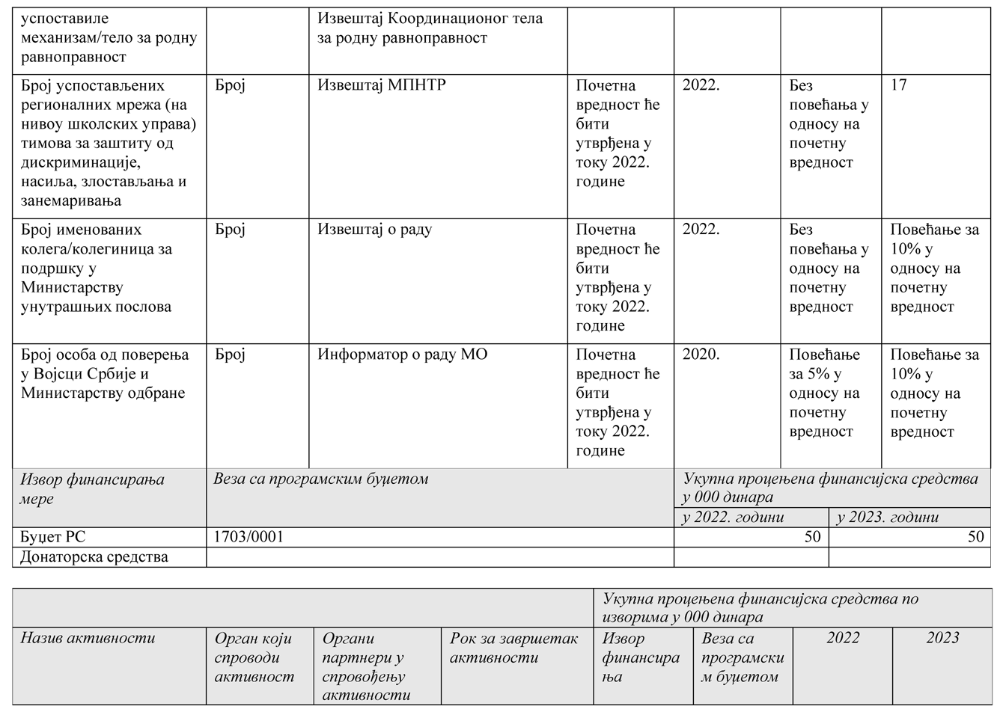 успоставиле
механизам/тело за родну
равноправност
Извештај Координационог тела
за родну равноправност
Број успостављених
регионалних мрежа (на
нивоу школских управа)
тимова за заштиту од
дискриминације,
насиља, злостављања и
занемаривања
Број
Извештај МПНТР
Почетна
вредност ће
бити
утврђена у
току 2022.
године
2022.
Без
повећања у
односу на
почетну
вредност
17
Број именованих
колега/колегиница за
подршку у
Министарству
унутрашњих послова
Број
Извештај о раду
Почетна
вредност ће
бити
утврђена у
току 2022.
године
2022.
Без
повећања у
односу на
почетну
вредност
Повећање за
10% у
односу на
почетну
вредност
Број особа од поверења
у Војсци Србије и
Министарству одбране
Број
Информатор о раду МО
Почетна
вредност ће
бити
утврђена у
току 2022.
године
2020.
Повећање
за 5% у
односу на
почетну
вредност
Повећање за
10% у
односу на
почетну
вредност
Извор финансирања
мере
Веза са програмским буџетом
Укупна процењена финансијска средства
у 000 динара
у 2022. години
у 2023. години
Буџет РС
1703/0001
50
50
Донаторска средства
Укупна процењена финансијска средства по
изворима у 000 динара
Назив активности
Орган који
спроводи
активност
Органи
партнери у
спровођењу
активности
Рок за завршетак
активности
Извор
финансира
ња
Веза са
програмски
м буџетом
2022
2023